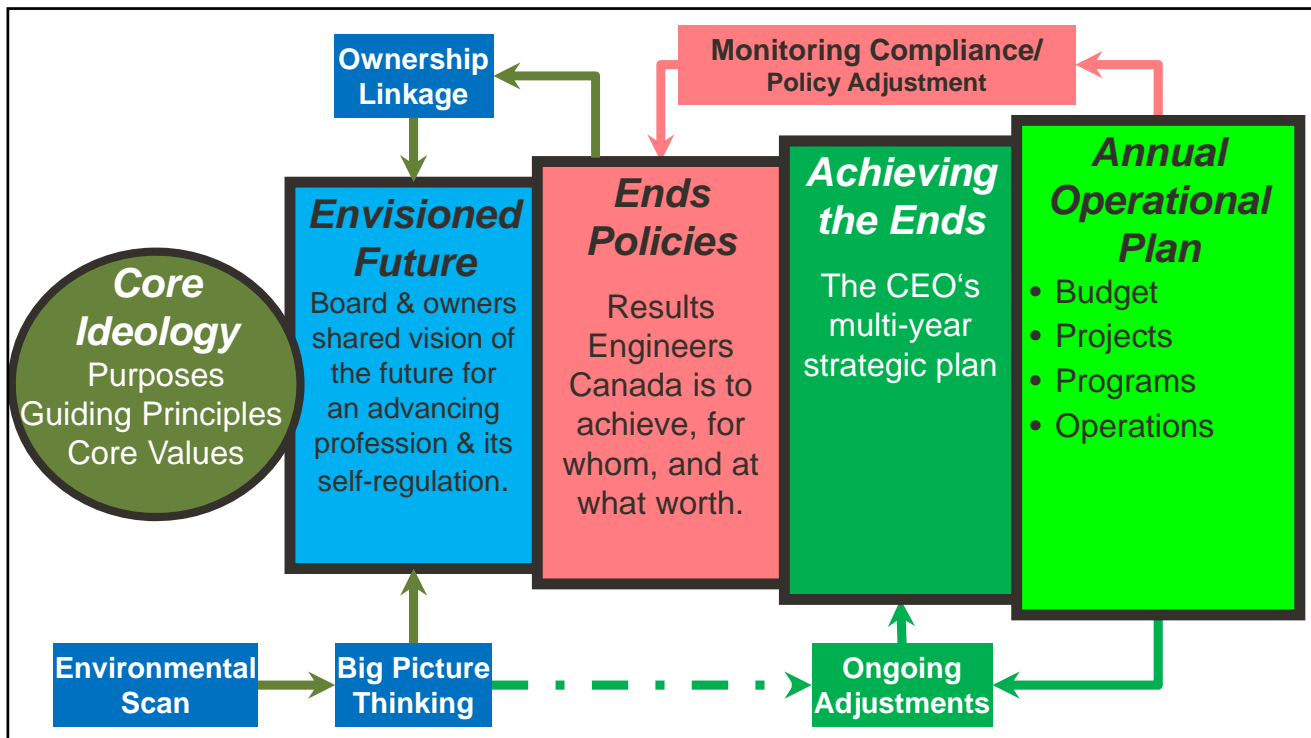 Ownership
Linkage
Monitoring Compliance/
Policy Adjustment
Core
Ideology
Purposes
Guiding Principles
Core Values
Envisioned
Future
Board & owners
shared vision of
the future for
an advancing
profession & its
self-regulation.
Ends
Policies
Results
Engineers
Canada is to
achieve, for
whom, and at
what worth.
Achieving
the Ends
The CEO‘s
multi-year
strategic plan
Annual
Operational
Plan
• Budget
• Projects
• Programs
• Operations
Environmental
Scan
Big Picture
Thinking
Ongoing
Adjustments